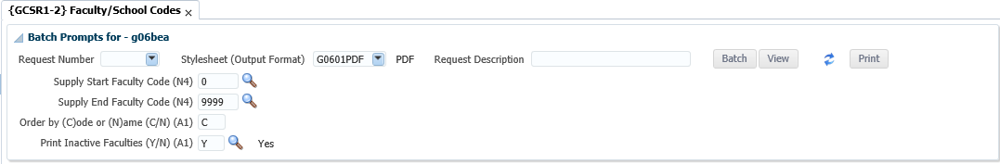 {GCSR1-2} Faculty/School Codes
Batch Prompts for - g06bea
Request Number Stylesheet (Output Format) G0601PDF PDF Request Description Batch View Print
Supply Start Faculty Code (N4) 0
Supply End Faculty Code (N4) 9999
Order by (C)ode or (N)ame (C/N) (A1) C
Print Inactive Faculties (Y/N) (A1) Y Yes